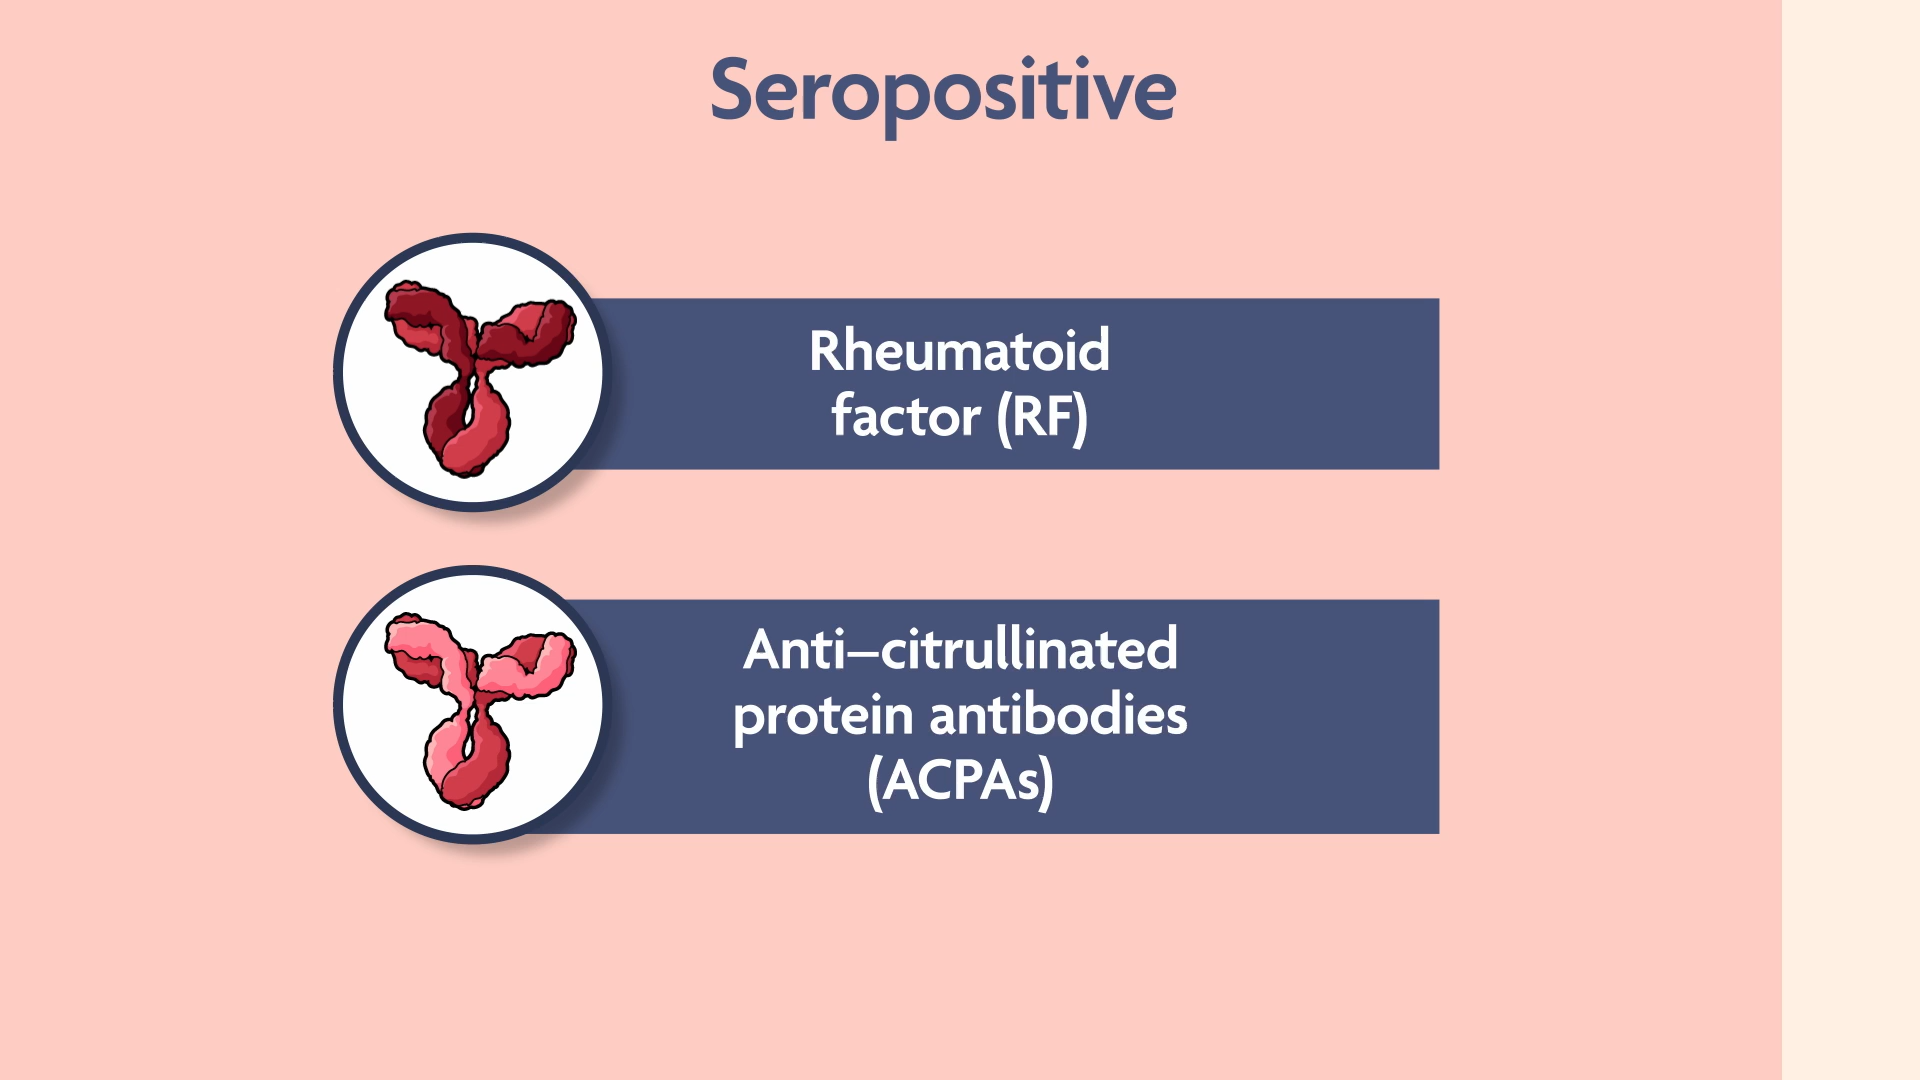 Seropositive
Rheumatoid
factor (RF)
Anti–citrullinated
protein antibodies
(ACPAs)